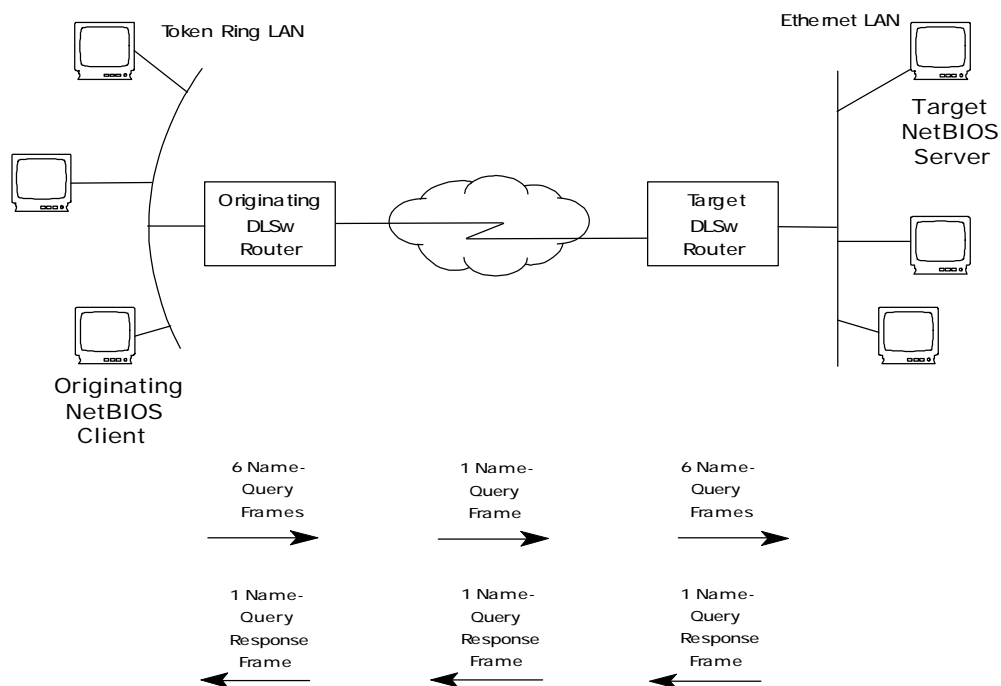 Token Ring LAN
Ethernet LAN
Target
NetBIOS
Server
Originating
DLSw
Router
Target
DLSw
Router
Originating
NetBIOS
Client
6 Name-
Query
Frames
1 Name-
Query
Frame
6 Name-
Query
Frames
1 Name-
Query
Response
Frame
1 Name-
Query
Response
Frame
1 Name-
Query
Response
Frame